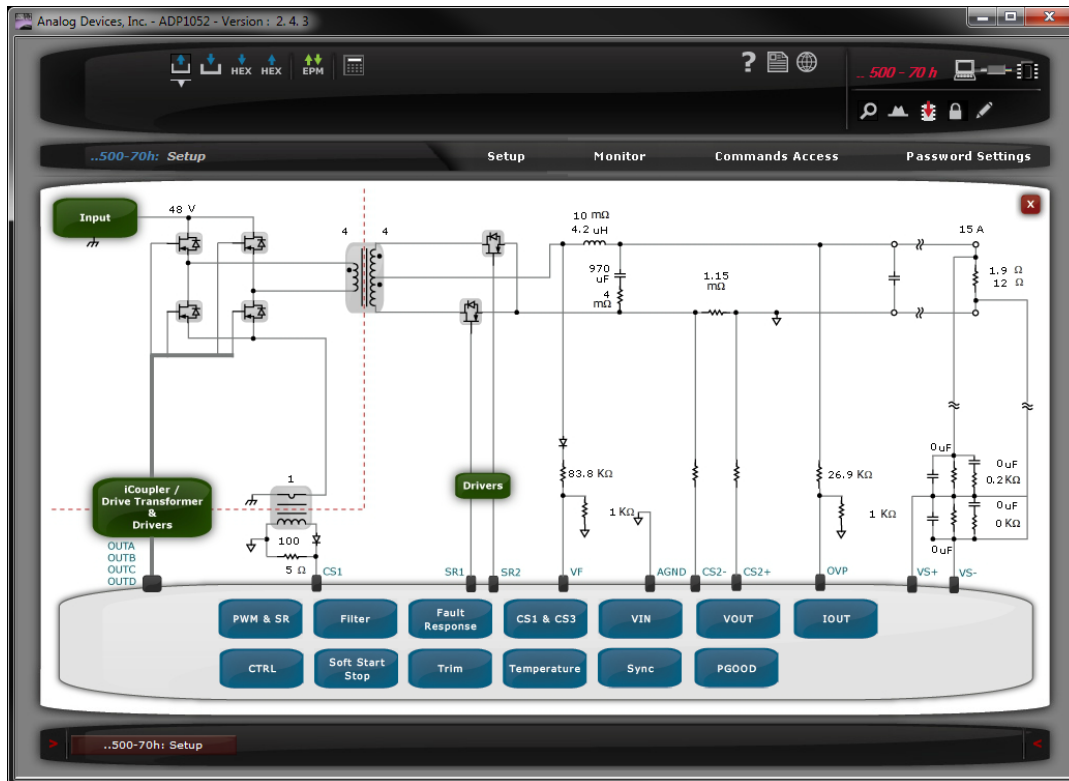 Analog Devices, Inc. - ADP1052 - Version : 2. 4. 3
HEX HEX EPM
?
.. 500 - 70 h
..500-70h: Setup
Setup Monitor Commands Access Password Settings
Input
48 V
4 4
10 mΩ
4.2 uH
970
uF
4
mΩ
1.15
mΩ
15 A
1.9 Ω
12 Ω
x
iCoupler /
Drive Transformer
&
Drivers
1
100
5 Ω
Drivers
83.8 KΩ
1 KΩ
26.9 KΩ
1 KΩ
0 uF
0 uF
0.2 KΩ
0 uF
0 KΩ
0 uF
OUTA
OUTB
OUTC
OUTD
CS1
SR1
SR2
VF
AGND
CS2-
CS2+
OVP
VS+
VS-
PWM & SR
Filter
Fault
Response
CS1 & CS3
VIN
VOUT
IOUT
CTRL
Soft Start
Stop
Trim
Temperature
Sync
PGOOD
> ..500-70h: Setup <